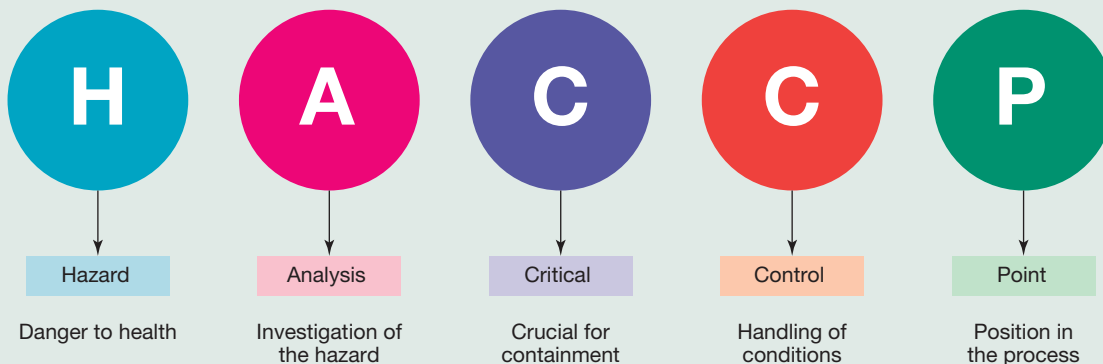 H
A
C
C
P
Hazard
Analysis
Critical
Control
Point
Danger to health
Investigation of
the hazard
Crucial for
containment
Handling of
conditions
Position in
the process